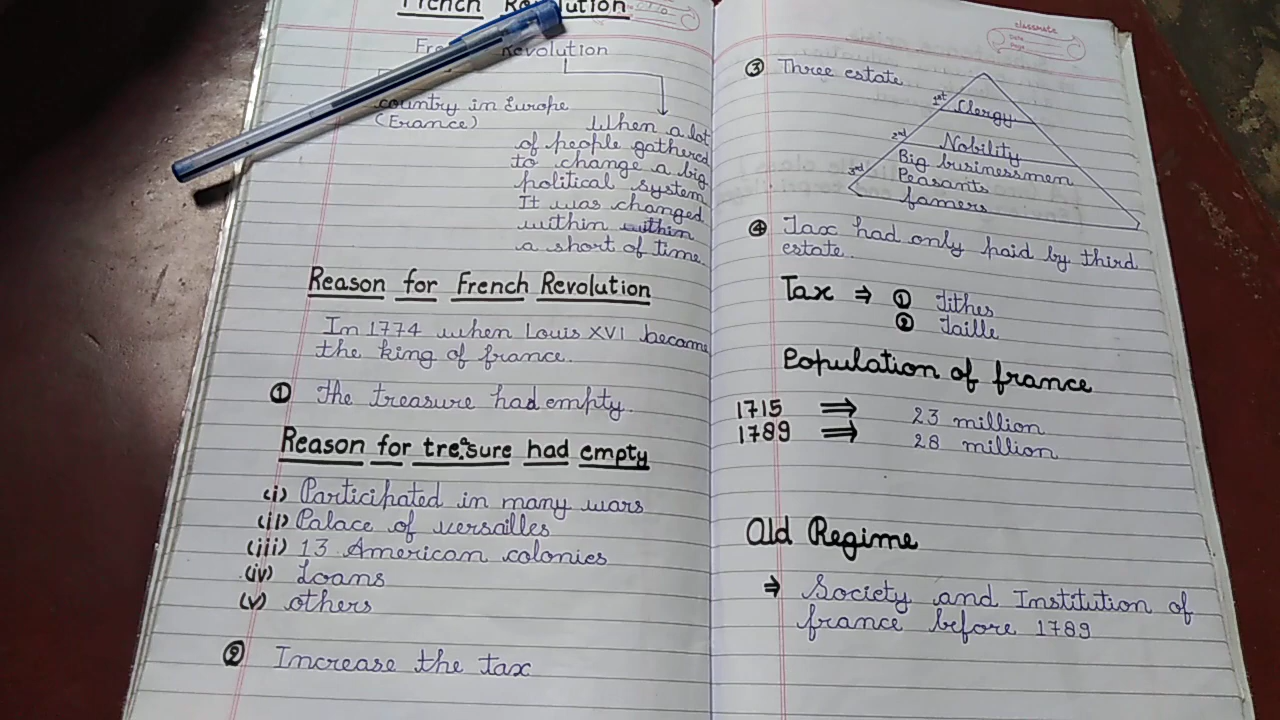 French Revolution
French Revolution
country in Europe
(France)
When a lot
of people gathered
to change a big
political system
It was changed
within within
a short of time.
Reason for French Revolution
In 1774 when Louis XVI became
the king of france.
① The treasure had empty.
Reason for treasure had empty
(i) Participated in many wars
(ii) Palace of versailles
(iii) 13 American colonies
(iv) Loans
(v) others
② Increase the tax
classmate
Date
Page
③ Three estate
1st Clergy
2nd Nobility
Big businessmen
3rd Peasants
famers
④ Tax had only paid by third
estate.
Tax ⇒ ① Tithes
② Taille
Population of france
1715 ⇒ 23 million
1789 ⇒ 28 million
Old Regime
⇒ Society and Institution of
france before 1789